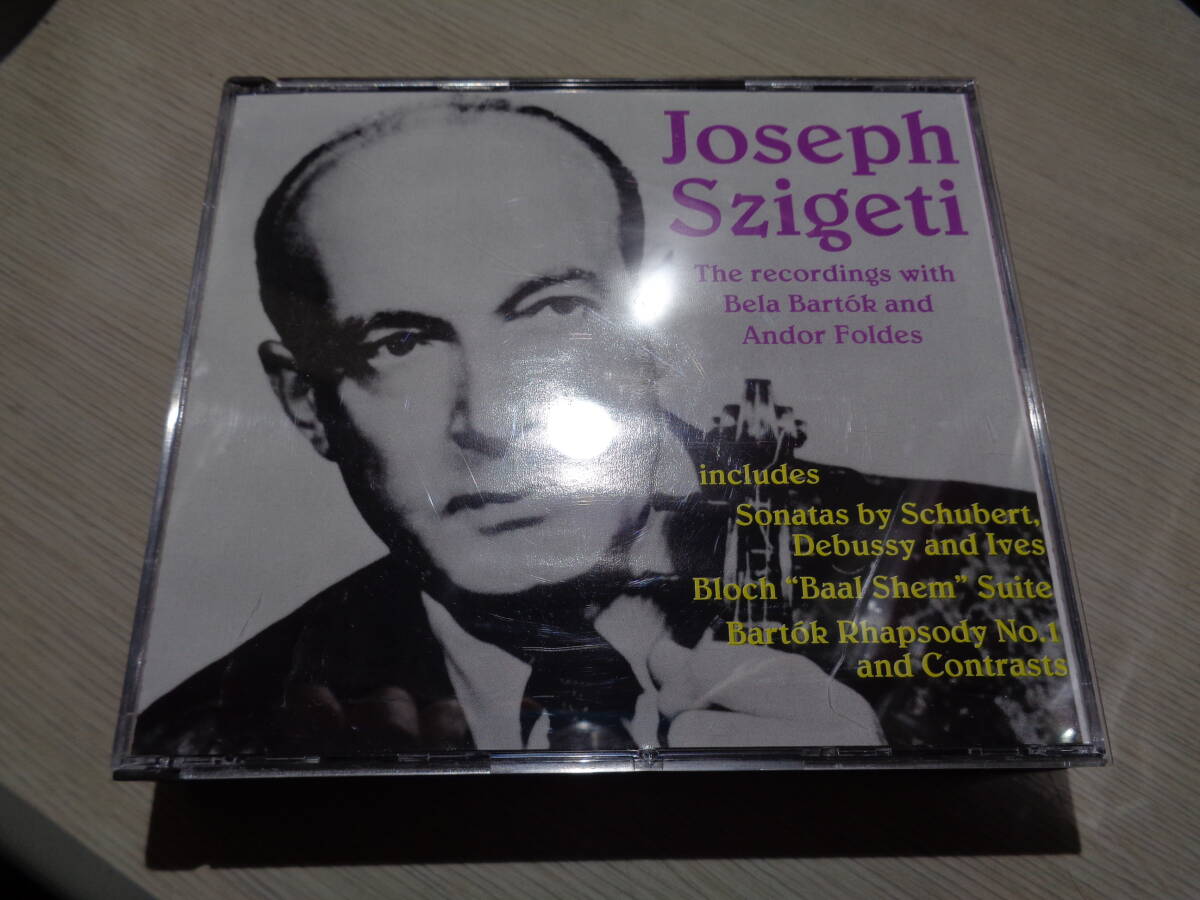 Joseph
Szigeti
The recordings with
Bela Bartók and
Andor Foldes
includes
Sonatas by Schubert,
Debussy and Ives
Bloch “Baal Shem” Suite
Bartók Rhapsody No.1
and Contrasts